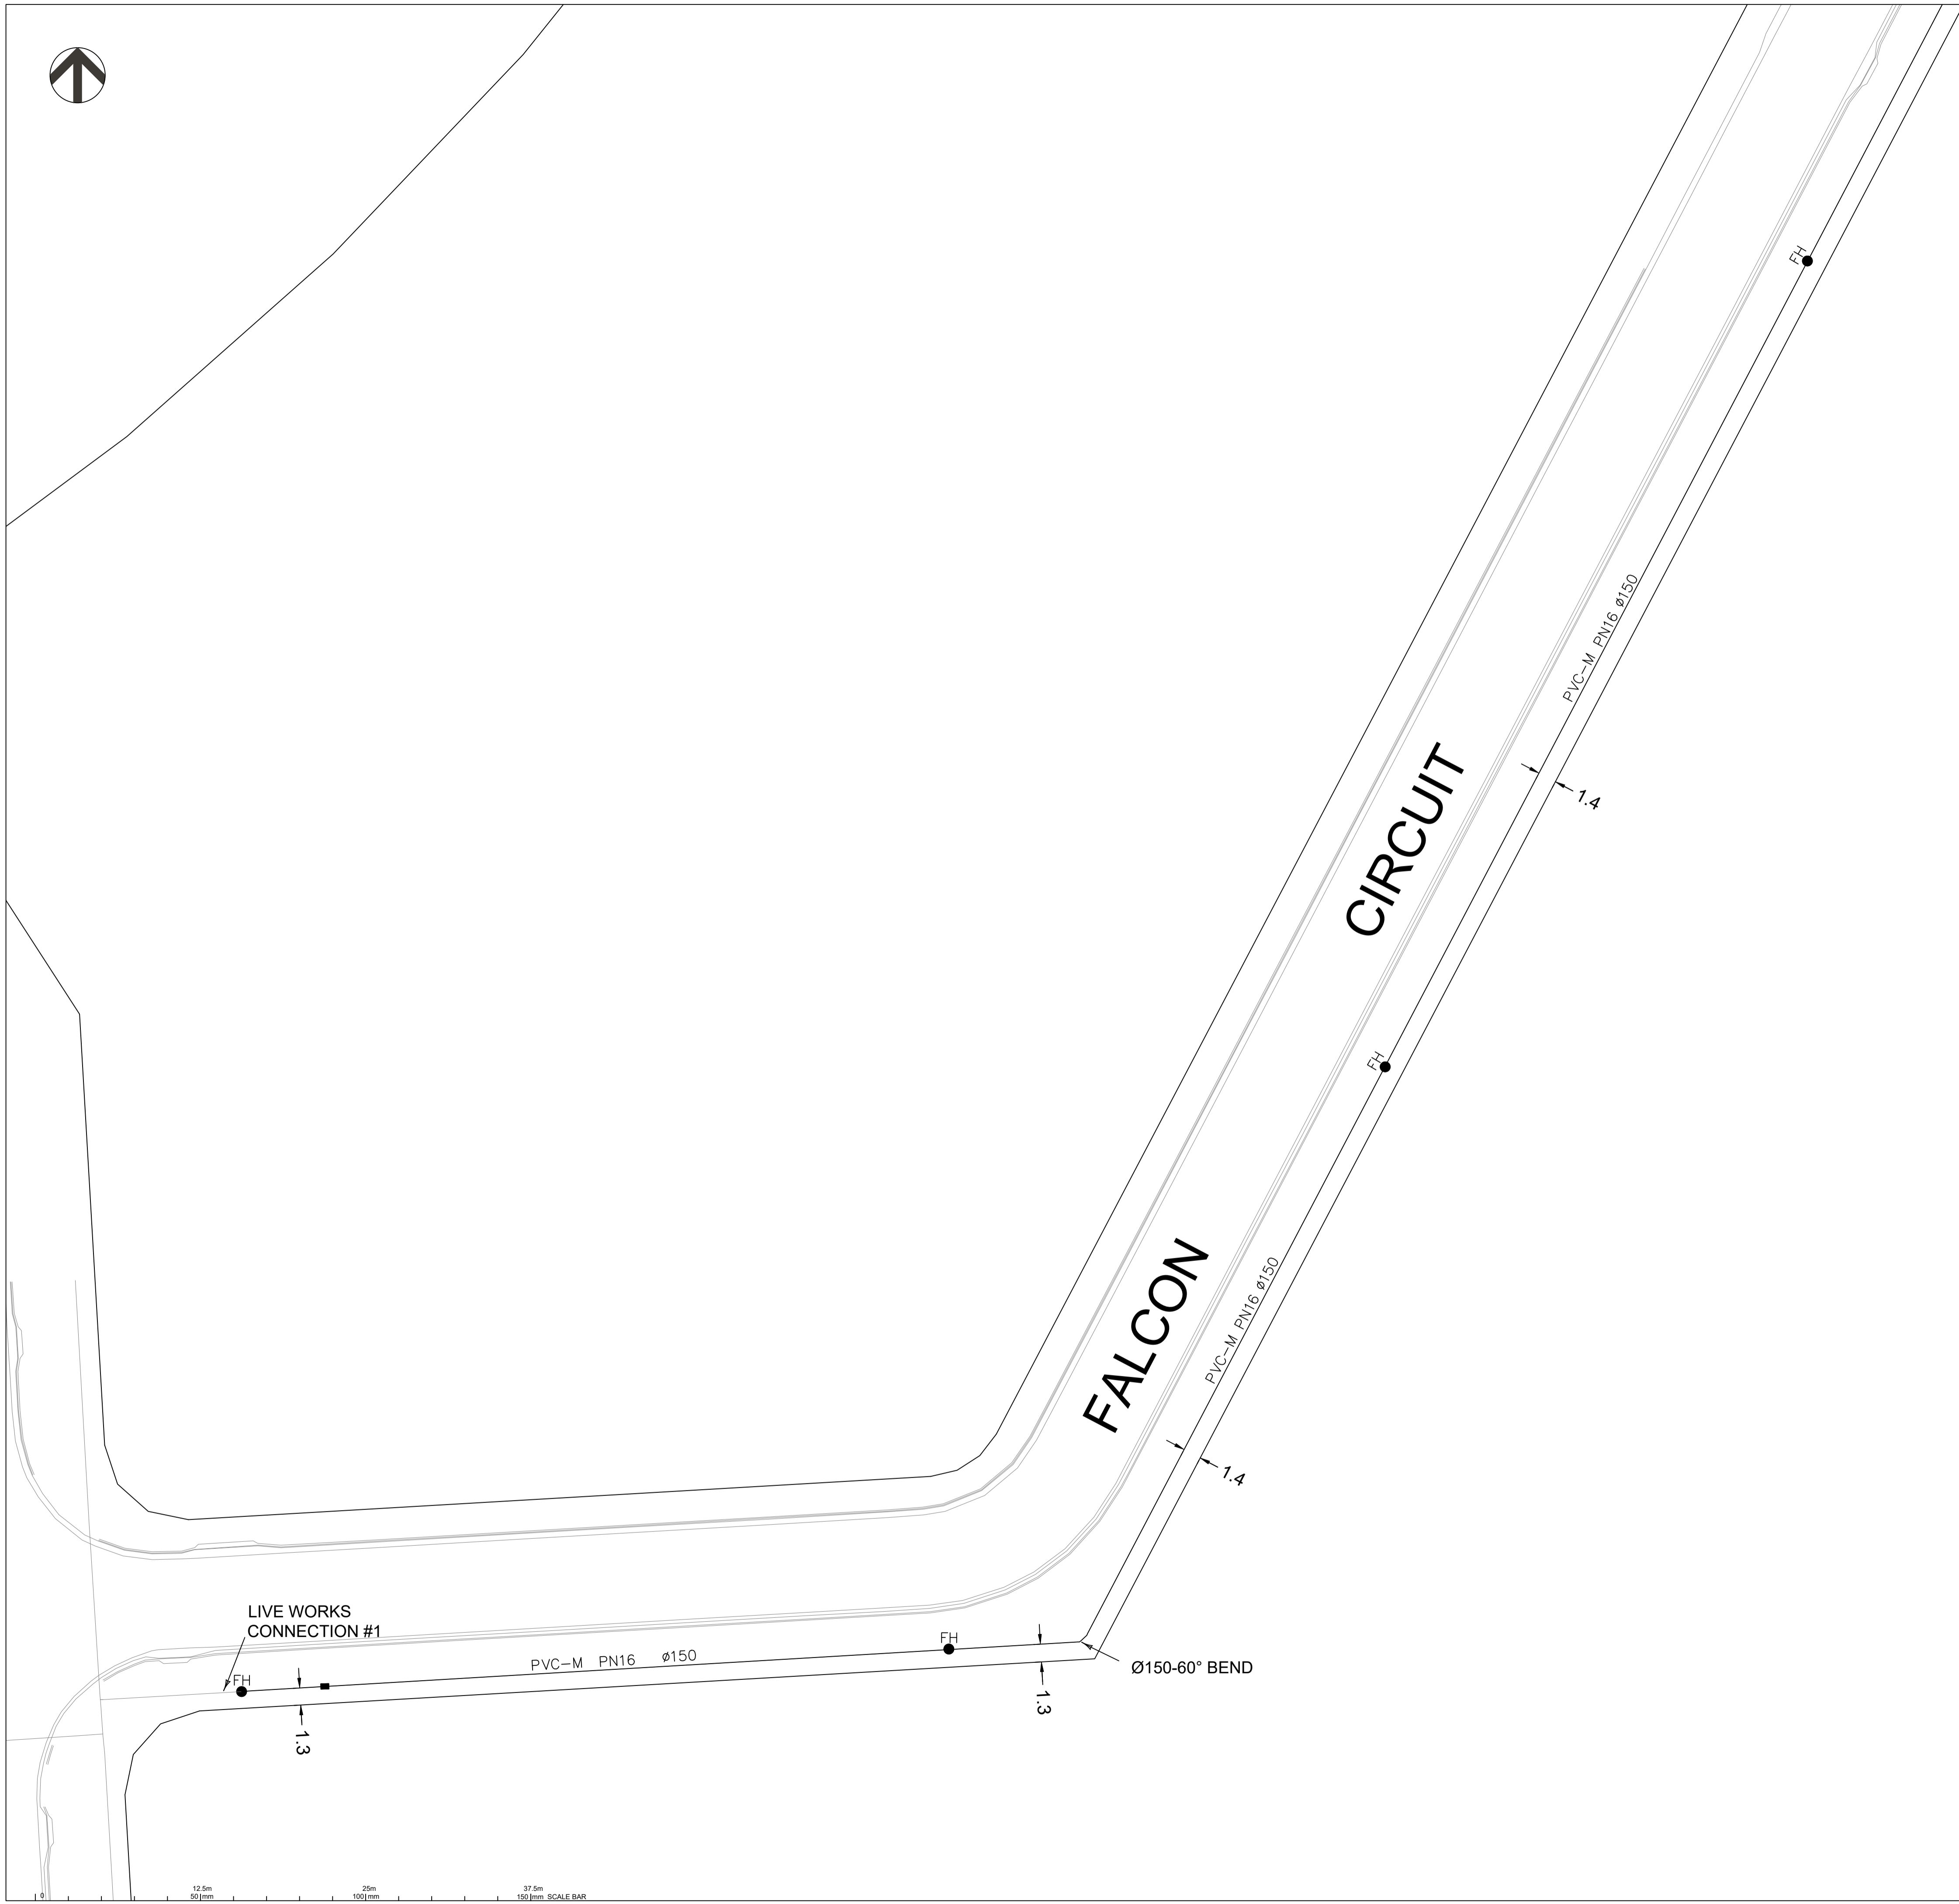 FH
PVC-M PN16 ø150
1.4
CIRCUIT
FH
FALCON
PVC-M PN16 ø150
1.4
LIVE WORKS
CONNECTION #1
FH
PVC-M PN16 ø150
FH
Ø150-60° BEND
1.3
1.3
12.5m 25m 37.5m
0 50 mm 100 mm 150 mm SCALE BAR